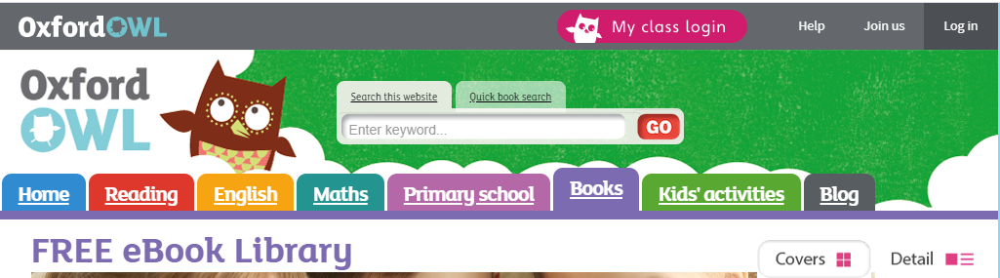 OxfordOWL
My class login
Help
Join us
Log in
Oxford
OWL
Search this website
Quick book search
Enter keyword...
GO
Home
Reading
English
Maths
Primary school
Books
Kids' activities
Blog
FREE eBook Library
Covers
Detail